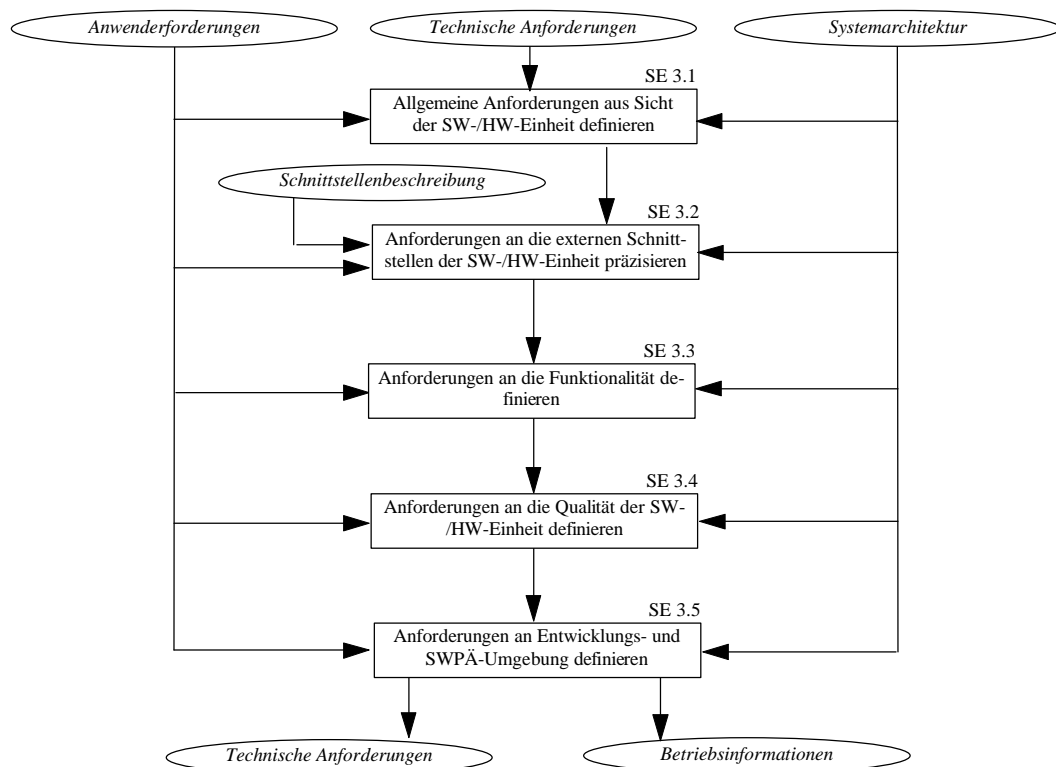 Anwenderforderungen
Technische Anforderungen
Systemarchitektur
SE 3.1
Allgemeine Anforderungen aus Sicht
der SW-/HW-Einheit definieren
Schnittstellenbeschreibung
SE 3.2
Anforderungen an die externen Schnitt-
stellen der SW-/HW-Einheit präzisieren
SE 3.3
Anforderungen an die Funktionalität de-
finieren
SE 3.4
Anforderungen an die Qualität der SW-
/HW-Einheit definieren
SE 3.5
Anforderungen an Entwicklungs- und
SWPÄ-Umgebung definieren
Technische Anforderungen
Betriebsinformationen